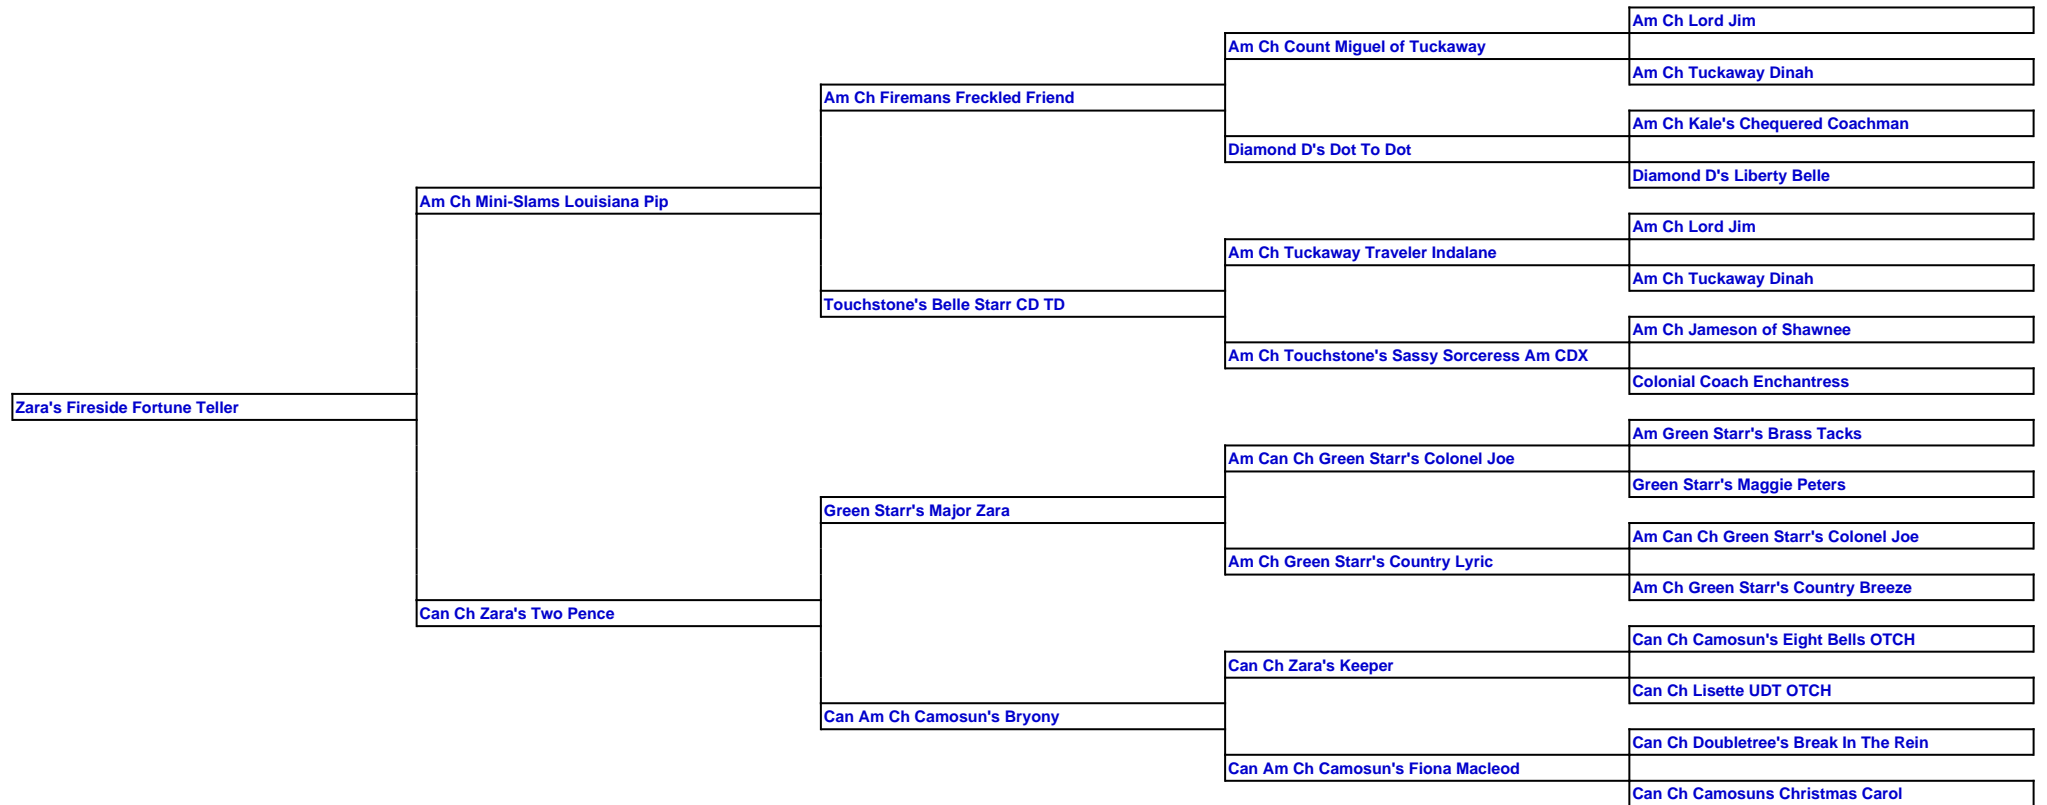 Am Ch Lord Jim
Am Ch Count Miguel of Tuckaway
Am Ch Tuckaway Dinah
Am Ch Firemans Freckled Friend
Am Ch Kale's Chequered Coachman
Diamond D's Dot To Dot
Diamond D's Liberty Belle
Am Ch Mini-Slams Louisiana Pip
Am Ch Lord Jim
Am Ch Tuckaway Traveler Indalane
Am Ch Tuckaway Dinah
Touchstone's Belle Starr CD TD
Am Ch Jameson of Shawnee
Am Ch Touchstone's Sassy Sorceress Am CDX
Colonial Coach Enchantress
Zara's Fireside Fortune Teller
Am Green Starr's Brass Tacks
Am Can Ch Green Starr's Colonel Joe
Green Starr's Maggie Peters
Green Starr's Major Zara
Am Can Ch Green Starr's Colonel Joe
Am Ch Green Starr's Country Lyric
Am Ch Green Starr's Country Breeze
Can Ch Zara's Two Pence
Can Ch Camosun's Eight Bells OTCH
Can Ch Zara's Keeper
Can Ch Lisette UDT OTCH
Can Am Ch Camosun's Bryony
Can Ch Doubletree's Break In The Rein
Can Am Ch Camosun's Fiona Macleod
Can Ch Camosuns Christmas Carol